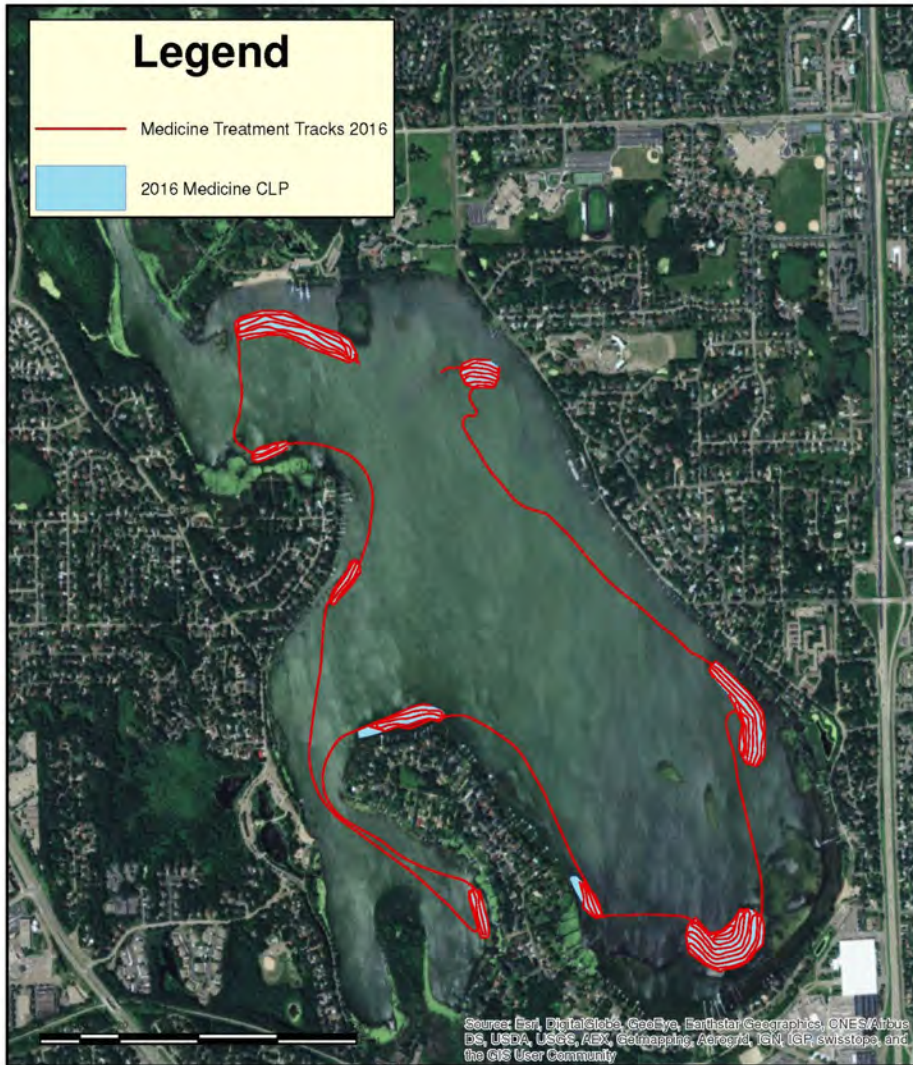 Legend
Medicine Treatment Tracks 2016
2016 Medicine CLP
Source: Esri, DigitalGlobe, GeoEye, Earthstar Geographics, CNES/Airbus
DS, USDA, USGS, AEX, Getmapping, Aerogrid, IGN, IGP, swisstopo, and
the GIS User Community